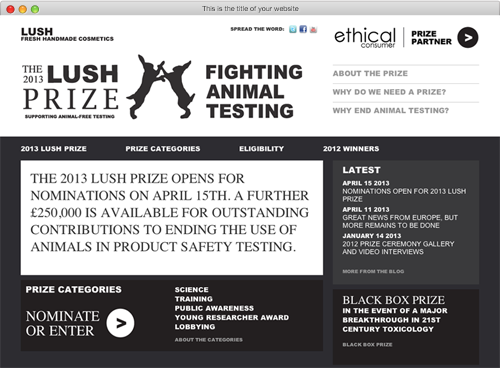 This is the title of your website
LUSH
FRESH HANDMADE COSMETICS
SPREAD THE WORD:
ethical
consumer
PRIZE
PARTNER
THE
2013
LUSH
PRIZE
SUPPORTING ANIMAL-FREE TESTING
FIGHTING
ANIMAL
TESTING
ABOUT THE PRIZE
WHY DO WE NEED A PRIZE?
WHY END ANIMAL TESTING?
2013 LUSH PRIZE
PRIZE CATEGORIES
ELIGIBILITY
2012 WINNERS
THE 2013 LUSH PRIZE OPENS FOR
NOMINATIONS ON APRIL 15TH. A FURTHER
£250,000 IS AVAILABLE FOR OUTSTANDING
CONTRIBUTIONS TO ENDING THE USE OF
ANIMALS IN PRODUCT SAFETY TESTING.
LATEST
APRIL 15 2013
NOMINATIONS OPEN FOR 2013 LUSH
PRIZE
APRIL 11 2013
GREAT NEWS FROM EUROPE, BUT
MORE REMAINS TO BE DONE
JANUARY 14 2013
2012 PRIZE CEREMONY GALLERY
AND VIDEO INTERVIEWS
MORE FROM THE BLOG
PRIZE CATEGORIES
NOMINATE
OR ENTER
SCIENCE
TRAINING
PUBLIC AWARENESS
YOUNG RESEARCHER AWARD
LOBBYING
ABOUT THE CATEGORIES
BLACK BOX PRIZE
IN THE EVENT OF A MAJOR
BREAKTHROUGH IN 21ST
CENTURY TOXICOLOGY
BLACK BOX PRIZE